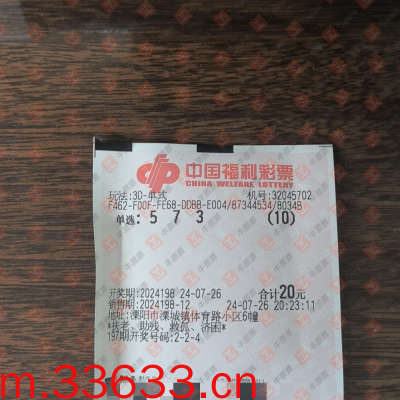 中国福利彩票
CHINA WELFARE LOTTERY
玩法:3D-单式 机号:32045702
F462-F00F-FE68-DDBB-E004/87344534/8034B
单选: 5 7 3 (10)
开奖期:2024198 24-07-26 合计20元
销售期:2024198-12 24-07-26 20:23:11
地址:溧阳市溧城镇体育路小区6幢
*扶老、助残、救孤、济困*
197期开奖号码:2-2-4
m.33633.cn